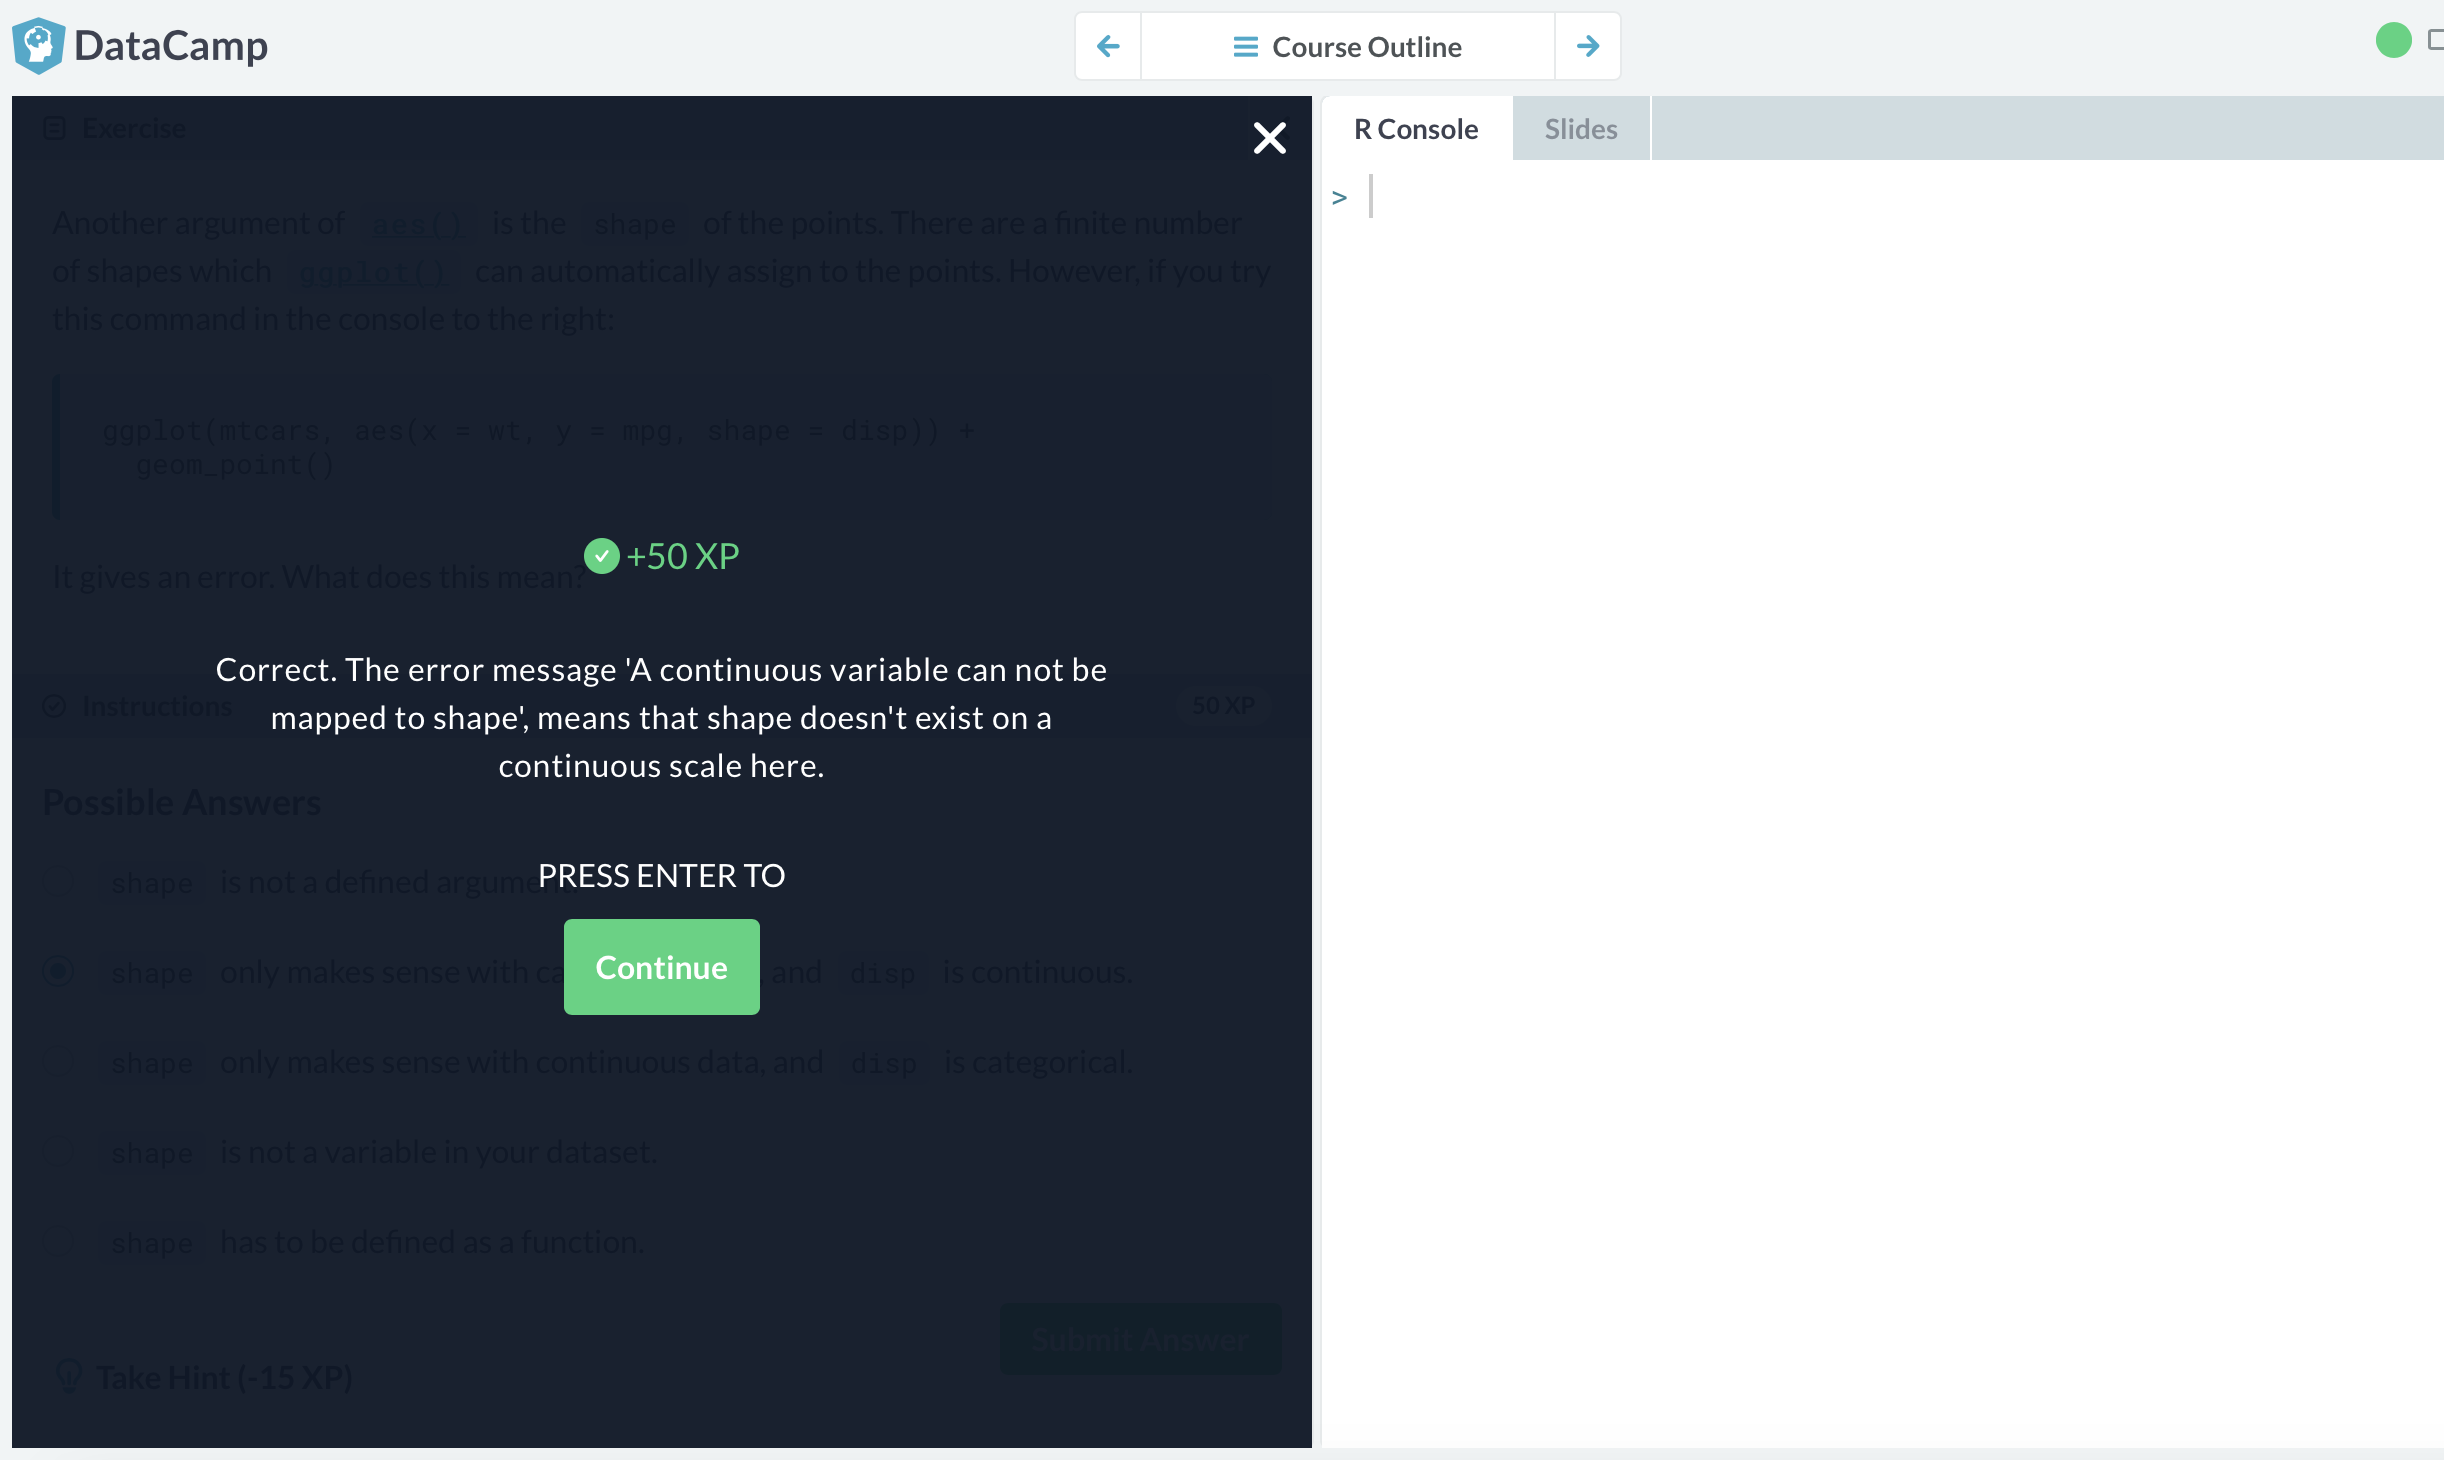 DataCamp
Course Outline
Exercise
R Console
Slides
>
Another argument of aes() is the shape of the points. There are a finite number
of shapes which ggplot() can automatically assign to the points. However, if you try
this command in the console to the right:
ggplot(mtcars, aes(x = wt, y = mpg, shape = disp)) +
geom_point()
It gives an error. What does this mean?
+50 XP
Correct. The error message 'A continuous variable can not be
mapped to shape', means that shape doesn't exist on a
continuous scale here.
Instructions
50 XP
PRESS ENTER TO
Continue
Possible Answers
shape is not a defined
shape only makes sense with and disp is continuous.
shape only makes sense with continuous data, and disp is categorical.
shape is not a variable in your dataset.
shape has to be defined as a function.
Submit Answer
Take Hint (-15 XP)